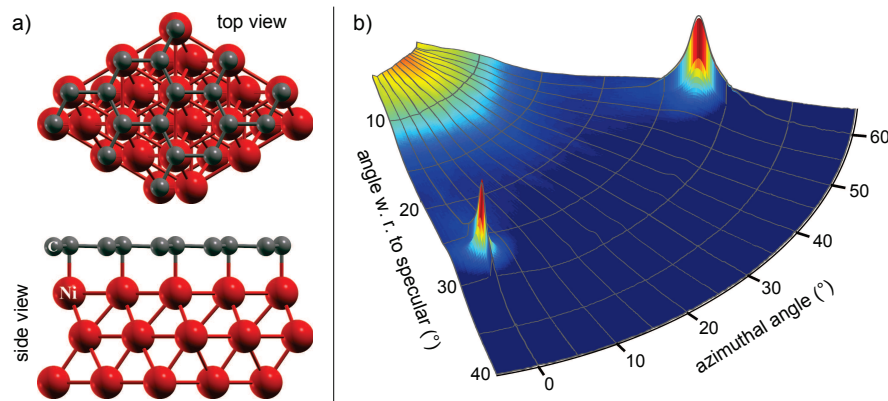 a)
top view
C
Ni
side view
b)
10
20
30
40
angle w. r. to specular (°)
0
10
20
30
40
50
60
azimuthal angle (°)